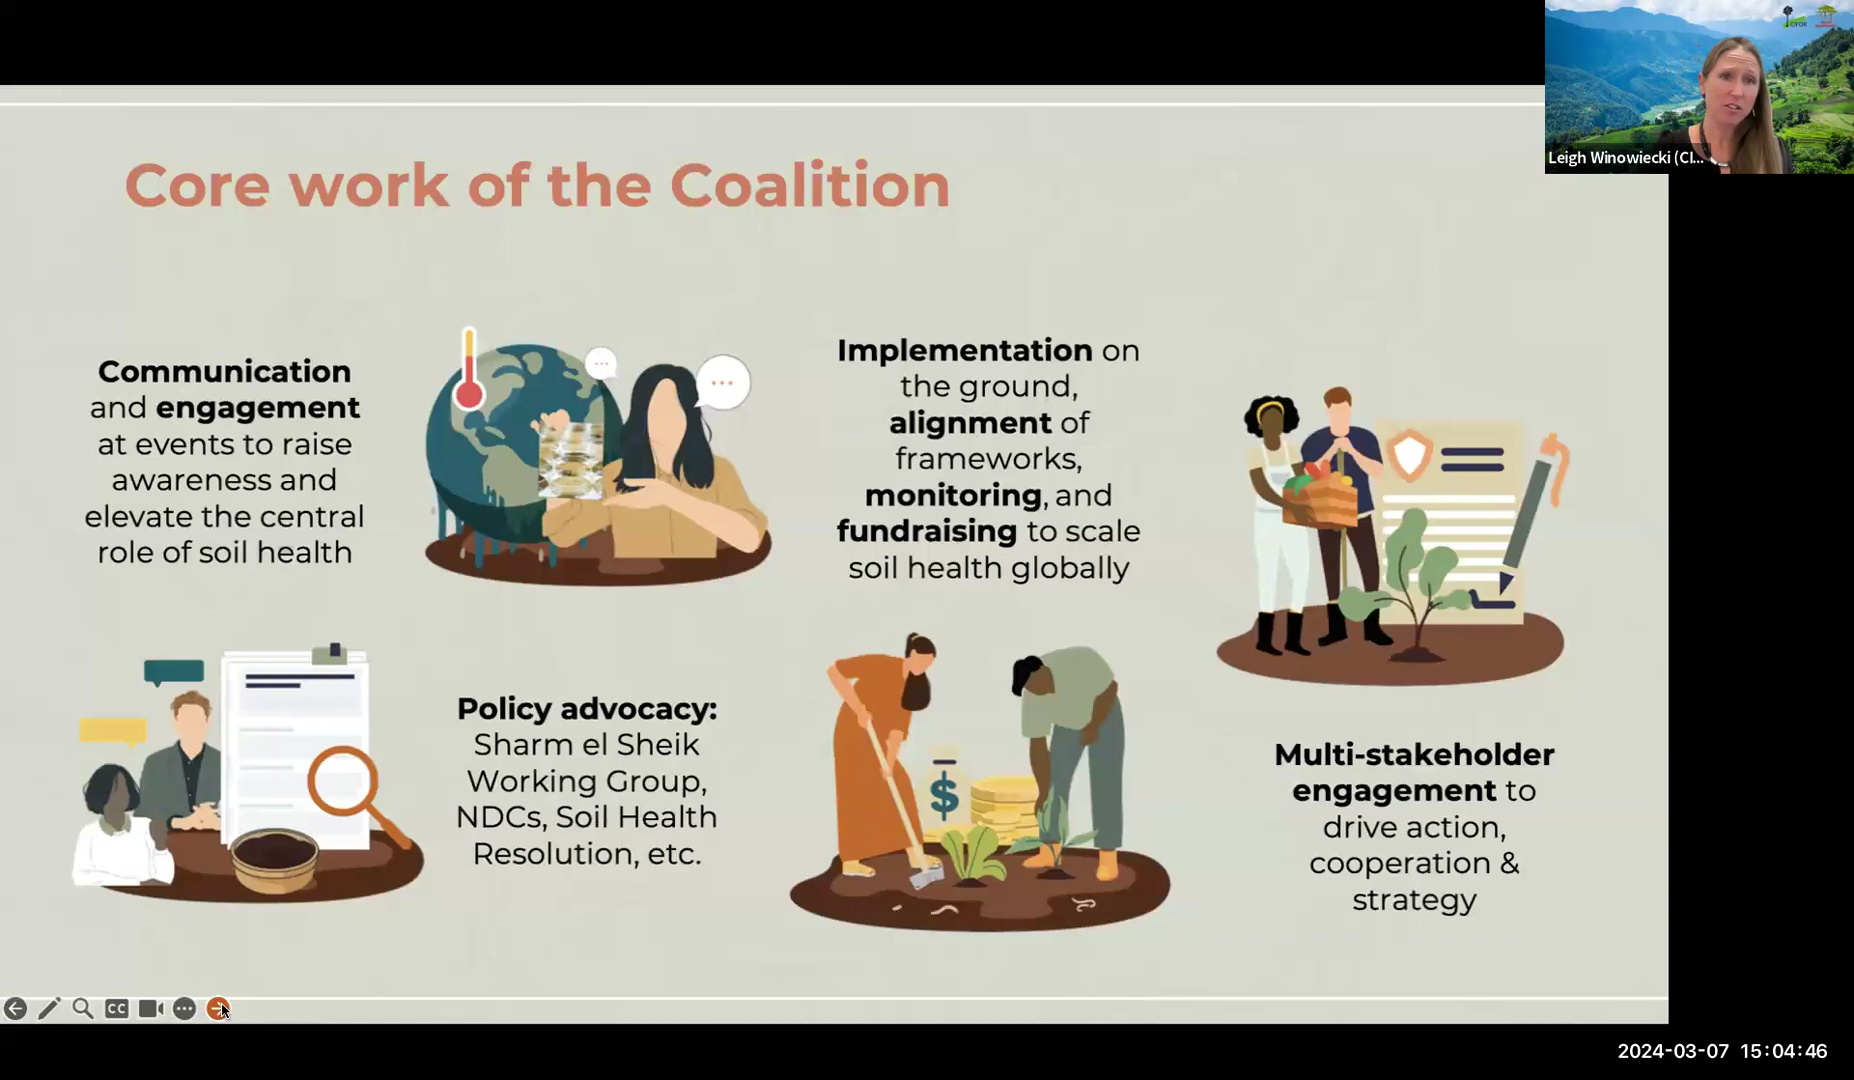 Leigh Winowiecki (CI...
Core work of the Coalition
Communication
and engagement
at events to raise
awareness and
elevate the central
role of soil health
Implementation on
the ground,
alignment of
frameworks,
monitoring, and
fundraising to scale
soil health globally
Policy advocacy:
Sharm el Sheik
Working Group,
NDCs, Soil Health
Resolution, etc.
$
Multi-stakeholder
engagement to
drive action,
cooperation &
strategy
CC
2024-03-07 15:04:46